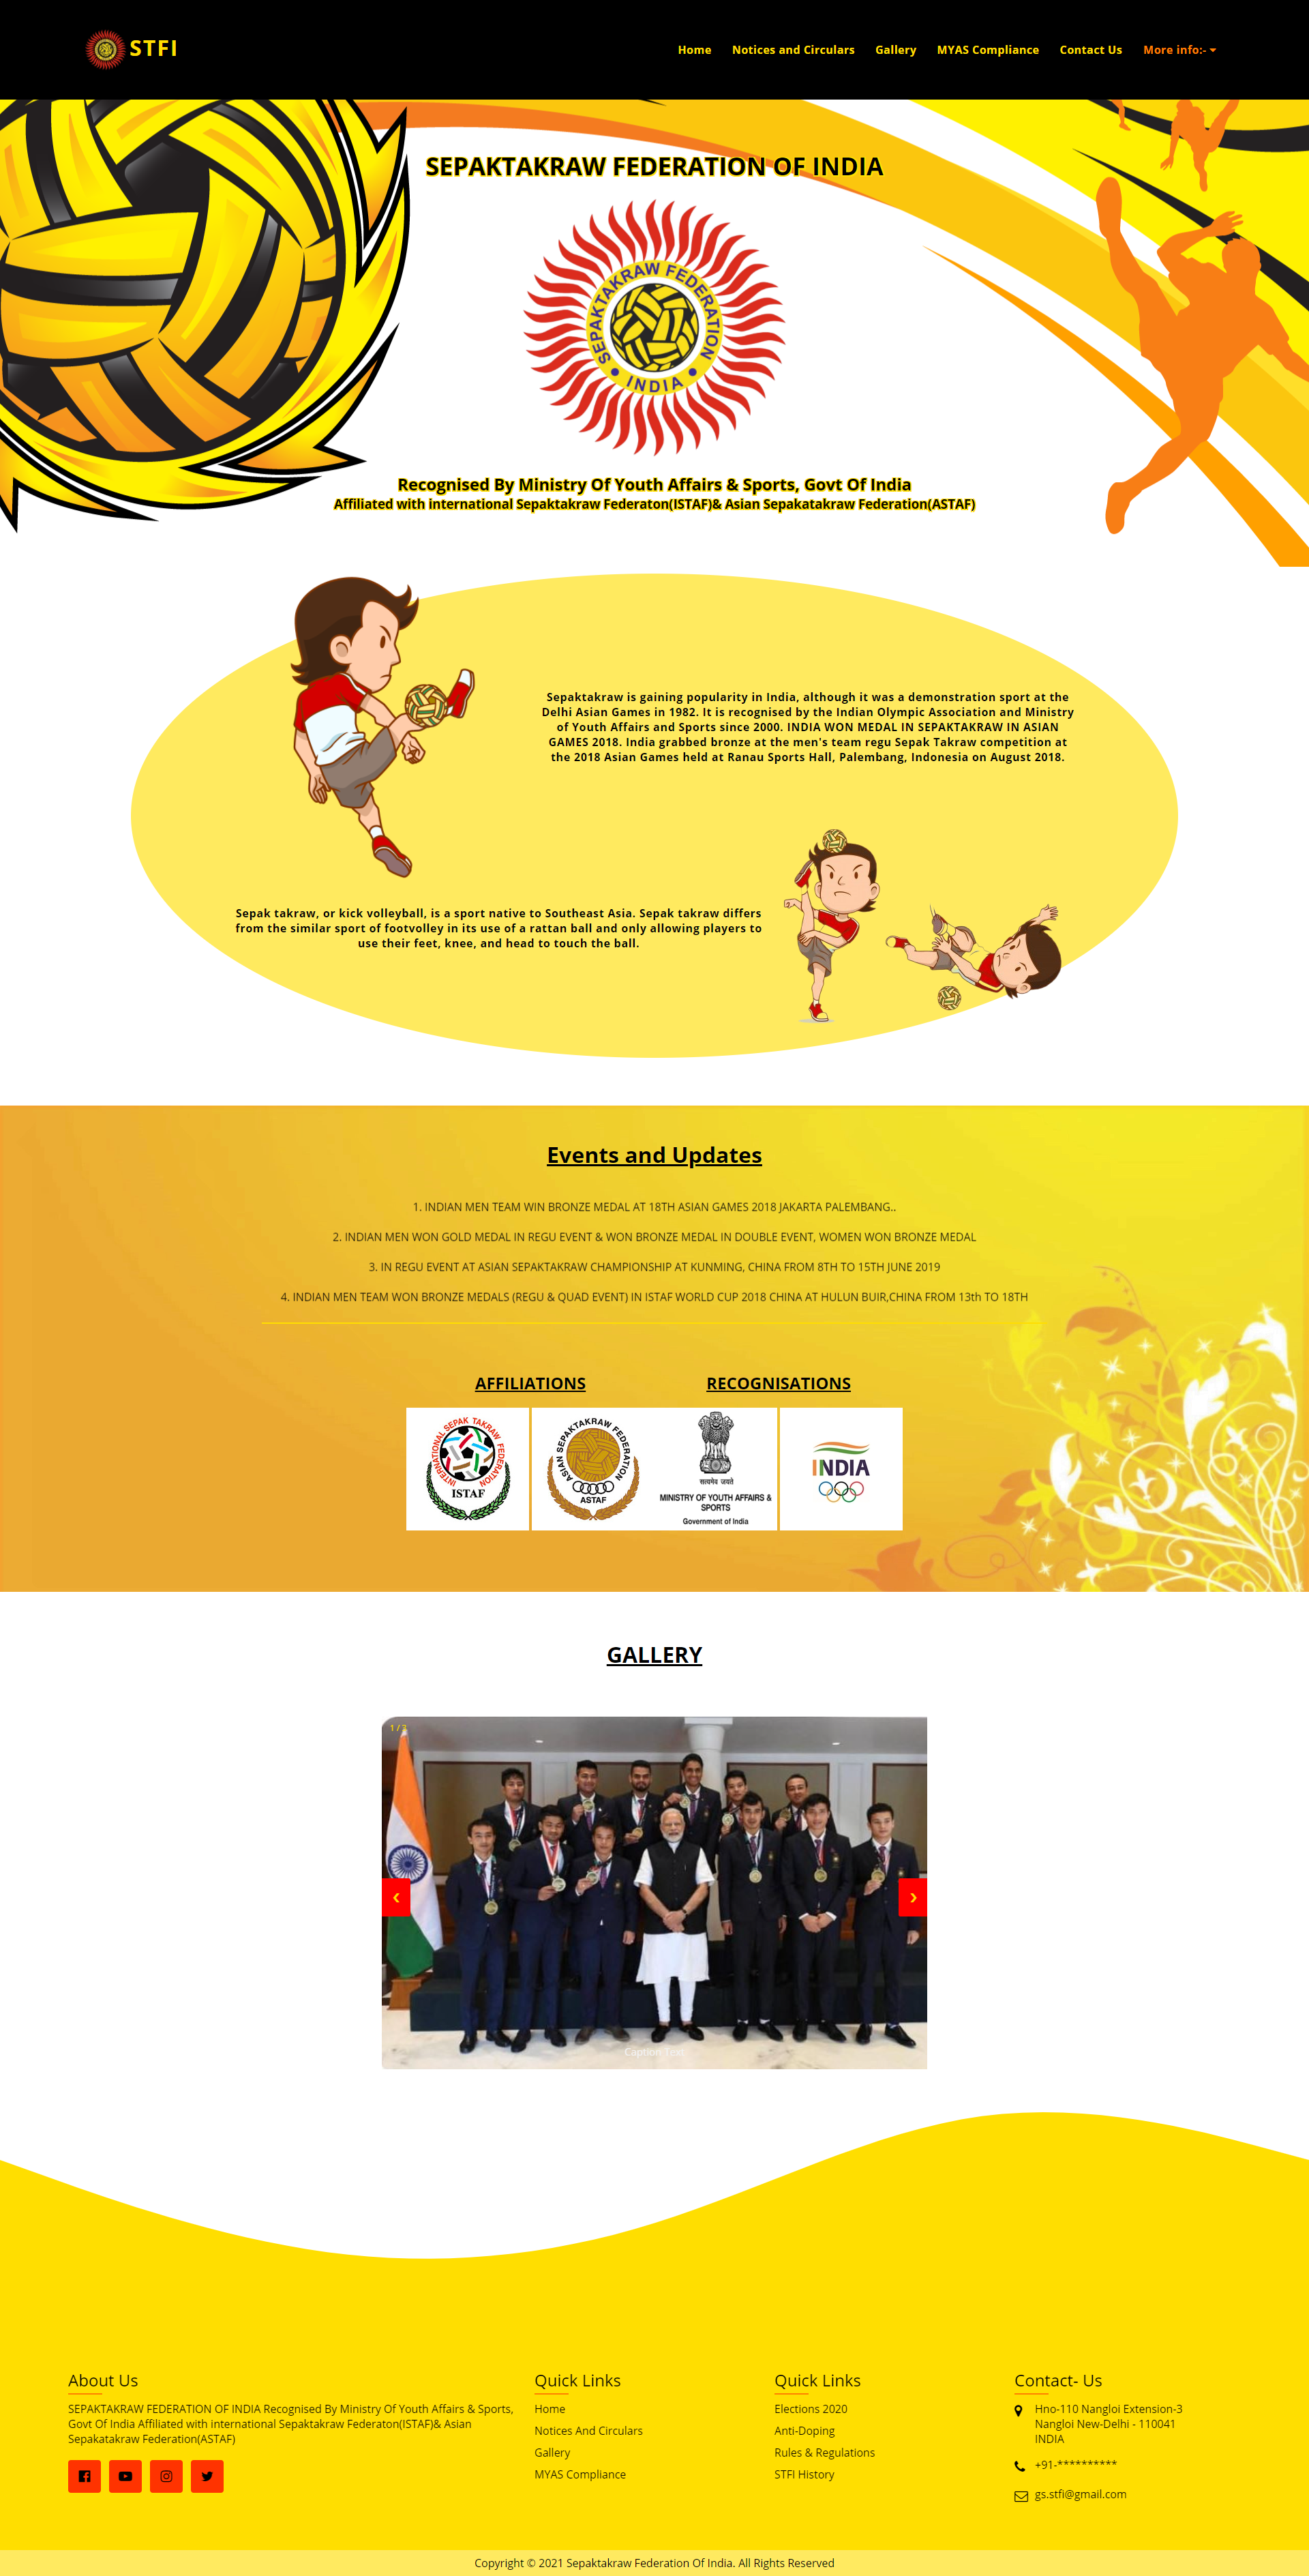 STFI
Home Notices and Circulars Gallery MYAS Compliance Contact Us More info:-
SEPAKTAKRAW FEDERATION OF INDIA
SEPAKTAKRAW FEDERATION
INDIA
Recognised By Ministry Of Youth Affairs & Sports, Govt Of India
Affiliated with international Sepaktakraw Federaton(ISTAF)& Asian Sepakatakraw Federation(ASTAF)
Sepaktakraw is gaining popularity in India, although it was a demonstration sport at the
Delhi Asian Games in 1982. It is recognised by the Indian Olympic Association and Ministry
of Youth Affairs and Sports since 2000. INDIA WON MEDAL IN SEPAKTAKRAW IN ASIAN
GAMES 2018. India grabbed bronze at the men's team regu Sepak Takraw competition at
the 2018 Asian Games held at Ranau Sports Hall, Palembang, Indonesia on August 2018.
Sepak takraw, or kick volleyball, is a sport native to Southeast Asia. Sepak takraw differs
from the similar sport of footvolley in its use of a rattan ball and only allowing players to
use their feet, knee, and head to touch the ball.
Events and Updates
1. INDIAN MEN TEAM WIN BRONZE MEDAL AT 18TH ASIAN GAMES 2018 JAKARTA PALEMBANG..
2. INDIAN MEN WON GOLD MEDAL IN REGU EVENT & WON BRONZE MEDAL IN DOUBLE EVENT, WOMEN WON BRONZE MEDAL
3. IN REGU EVENT AT ASIAN SEPAKTAKRAW CHAMPIONSHIP AT KUNMING, CHINA FROM 8TH TO 15TH JUNE 2019
4. INDIAN MEN TEAM WON BRONZE MEDALS (REGU & QUAD EVENT) IN ISTAF WORLD CUP 2018 CHINA AT HULUN BUIR,CHINA FROM 13th TO 18TH
AFFILIATIONS RECOGNISATIONS
INTERNATIONAL SEPAK TAKRAW FEDERATION
ISTAF
ASIAN SEPAKTAKRAW FEDERATION
ASTAF
सत्यमेव जयते
MINISTRY OF YOUTH AFFAIRS &
SPORTS
Government of India
INDIA
GALLERY
1 / 3
❮ ❯
Caption Text
About Us
SEPAKTAKRAW FEDERATION OF INDIA Recognised By Ministry Of Youth Affairs & Sports,
Govt Of India Affiliated with international Sepaktakraw Federaton(ISTAF)& Asian
Sepakatakraw Federation(ASTAF)
Quick Links
Home
Notices And Circulars
Gallery
MYAS Compliance
Quick Links
Elections 2020
Anti-Doping
Rules & Regulations
STFI History
Contact- Us
Hno-110 Nangloi Extension-3
Nangloi New-Delhi - 110041
INDIA
+91-**********
gs.stfi@gmail.com
Copyright © 2021 Sepaktakraw Federation Of India. All Rights Reserved